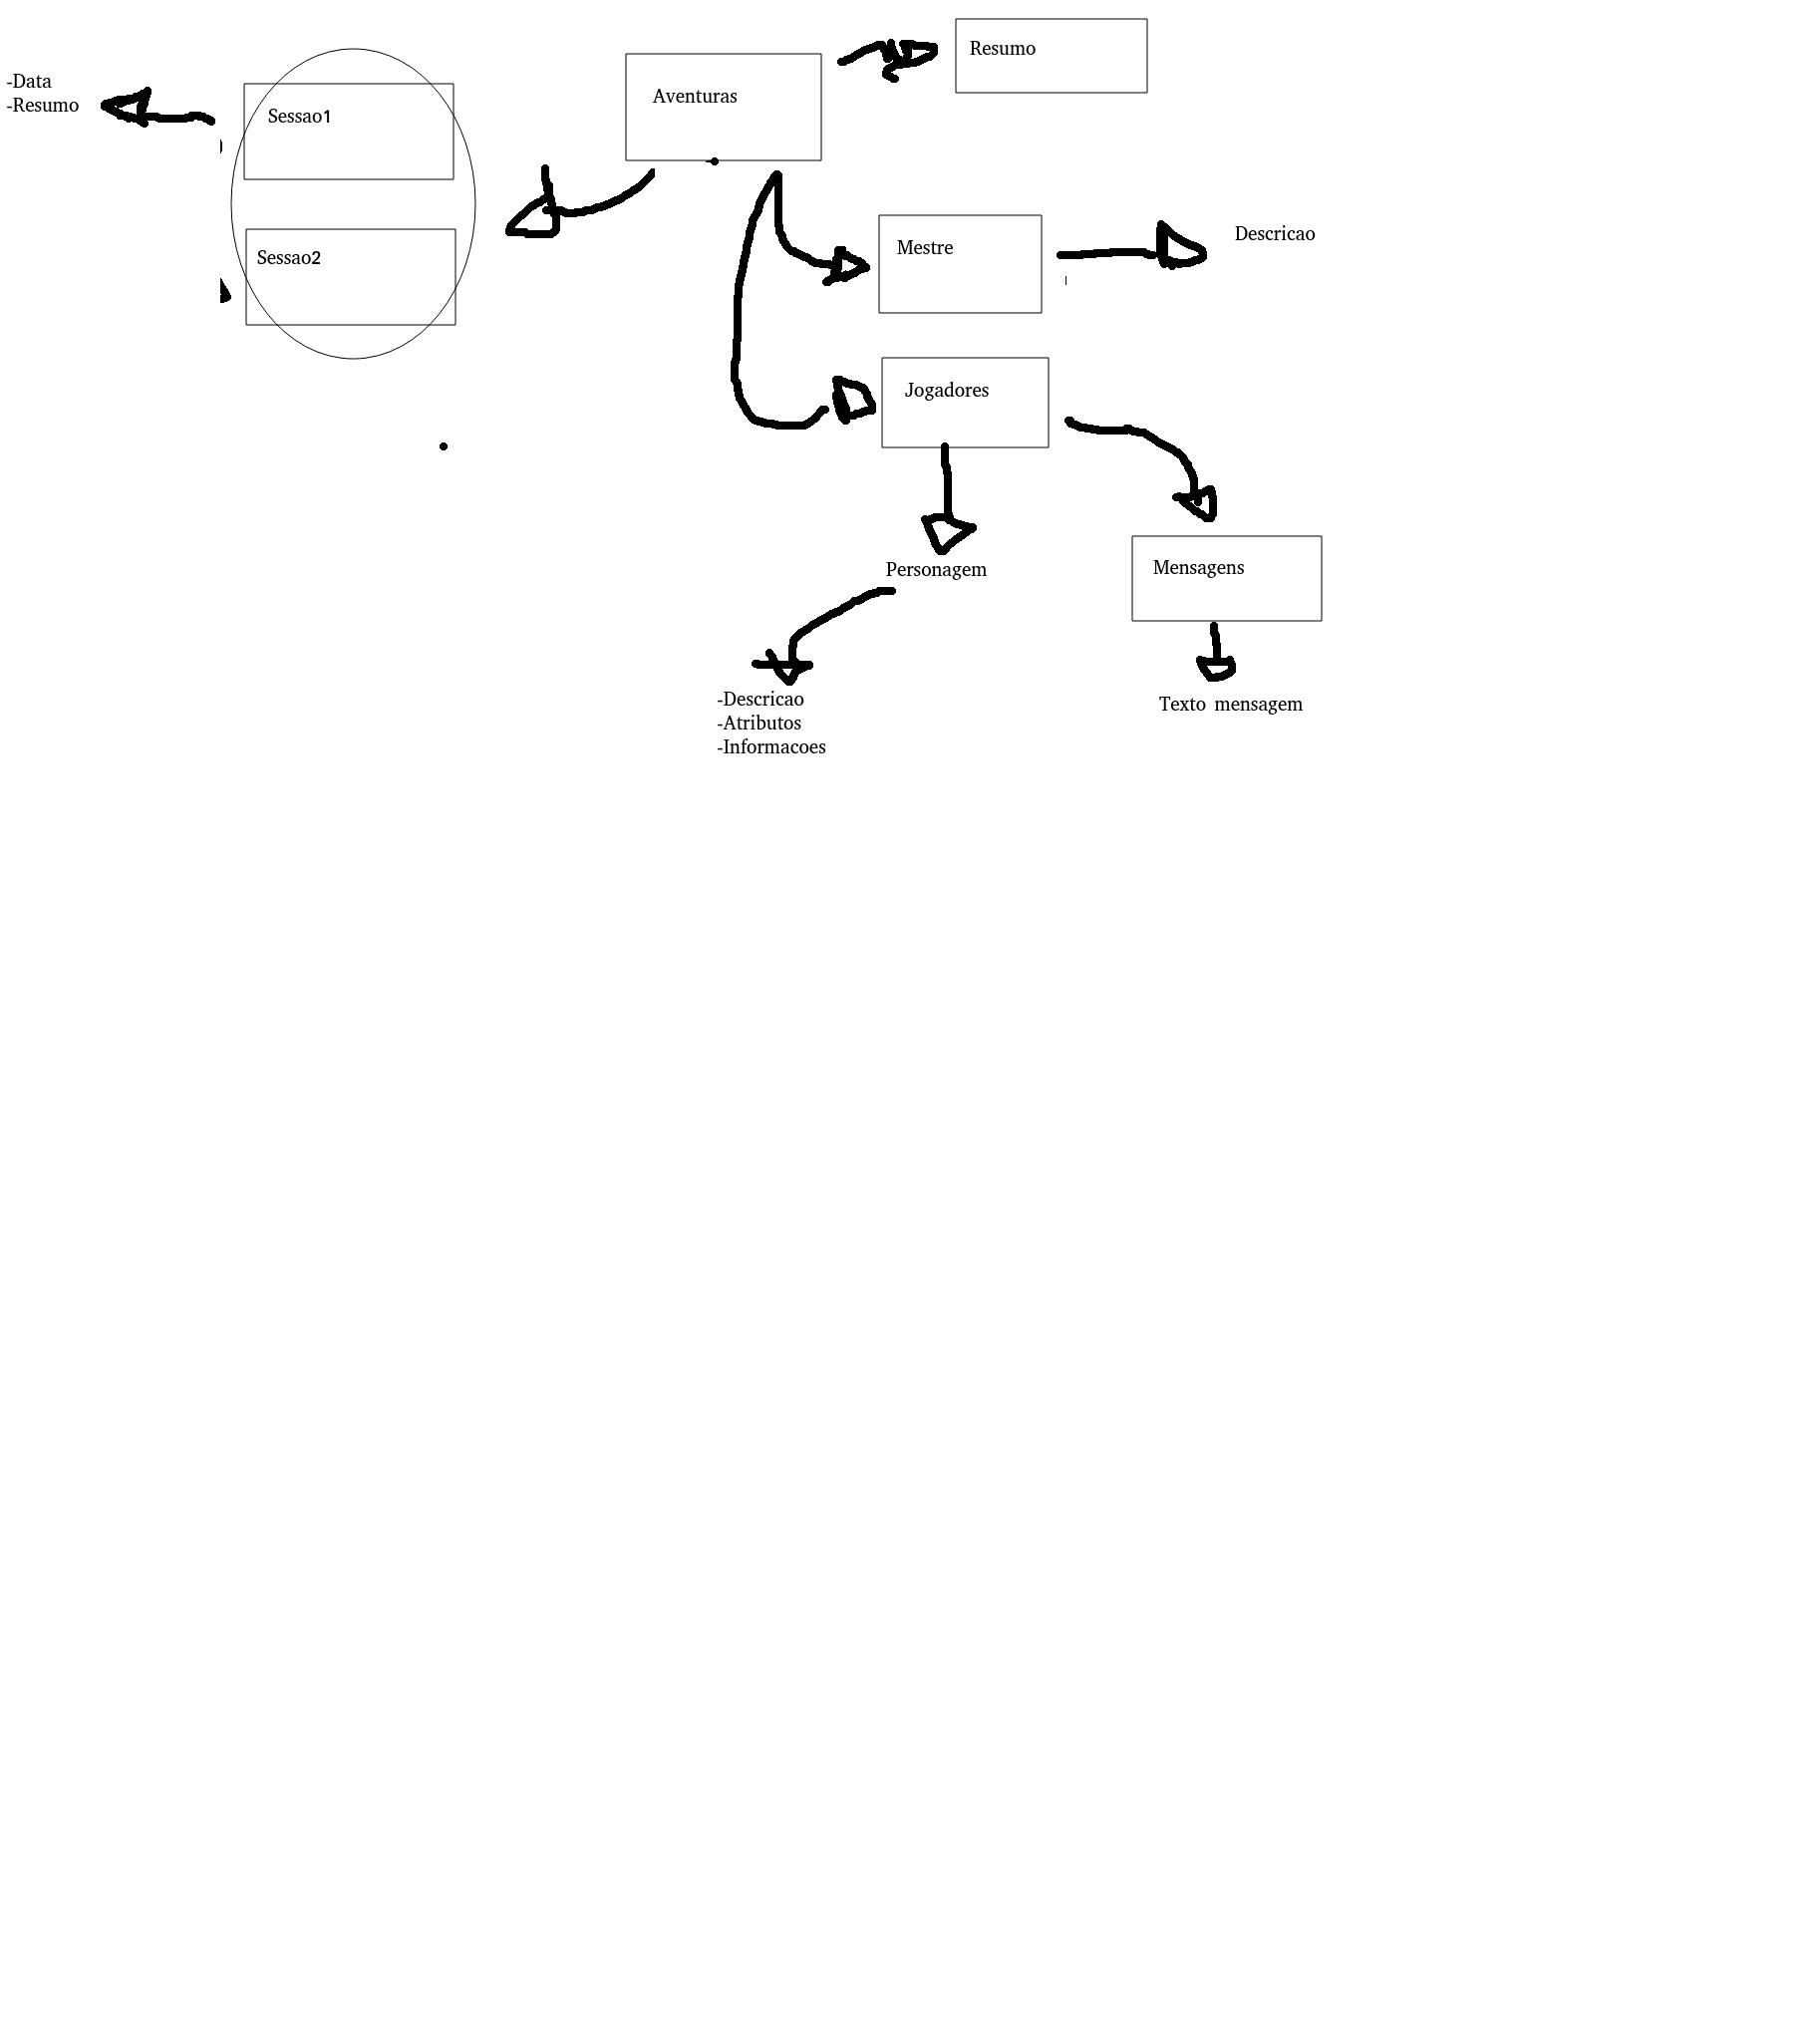 Resumo
-Data
-Resumo
Aventuras
Sessao1
Descricao
Mestre
Sessao2
Jogadores
Personagem
Mensagens
-Descricao
-Atributos
-Informacoes
Texto mensagem